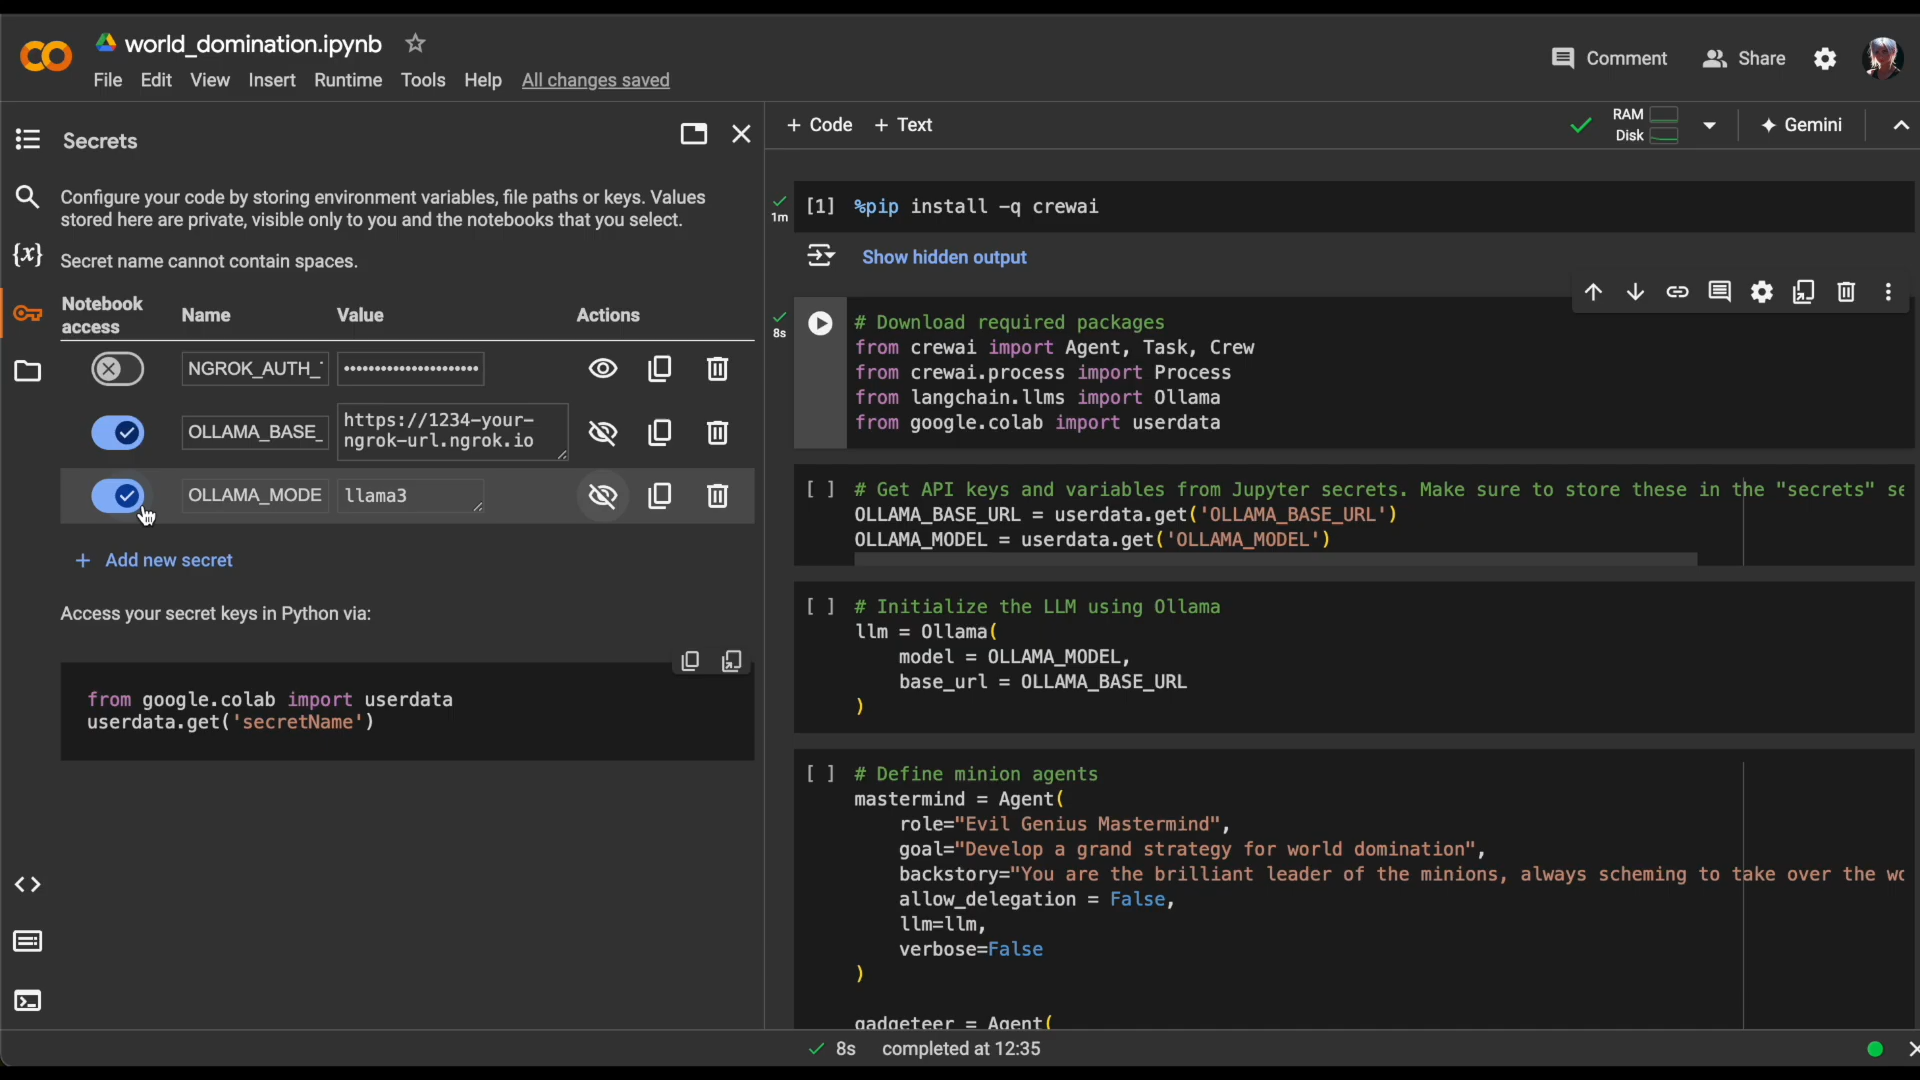 world_domination.ipynb
File Edit View Insert Runtime Tools Help All changes saved
Comment Share
Secrets
Configure your code by storing environment variables, file paths or keys. Values
stored here are private, visible only to you and the notebooks that you select.
Secret name cannot contain spaces.
Notebook
access
Name Value Actions
NGROK_AUTH_
OLLAMA_BASE_
https://1234-your-
ngrok-url.ngrok.io
OLLAMA_MODE
llama3
+ Add new secret
Access your secret keys in Python via:
from google.colab import userdata
userdata.get('secretName')
+ Code + Text
RAM
Disk
Gemini
1m
[1] %pip install -q crewai
Show hidden output
8s
# Download required packages
from crewai import Agent, Task, Crew
from crewai.process import Process
from langchain.llms import Ollama
from google.colab import userdata
[ ] # Get API keys and variables from Jupyter secrets. Make sure to store these in the "secrets" se
OLLAMA_BASE_URL = userdata.get('OLLAMA_BASE_URL')
OLLAMA_MODEL = userdata.get('OLLAMA_MODEL')
[ ] # Initialize the LLM using Ollama
llm = Ollama(
model = OLLAMA_MODEL,
base_url = OLLAMA_BASE_URL
)
[ ] # Define minion agents
mastermind = Agent(
role="Evil Genius Mastermind",
goal="Develop a grand strategy for world domination",
backstory="You are the brilliant leader of the minions, always scheming to take over the wo
allow_delegation = False,
llm=llm,
verbose=False
)
gadgeteer = Agent(
8s completed at 12:35